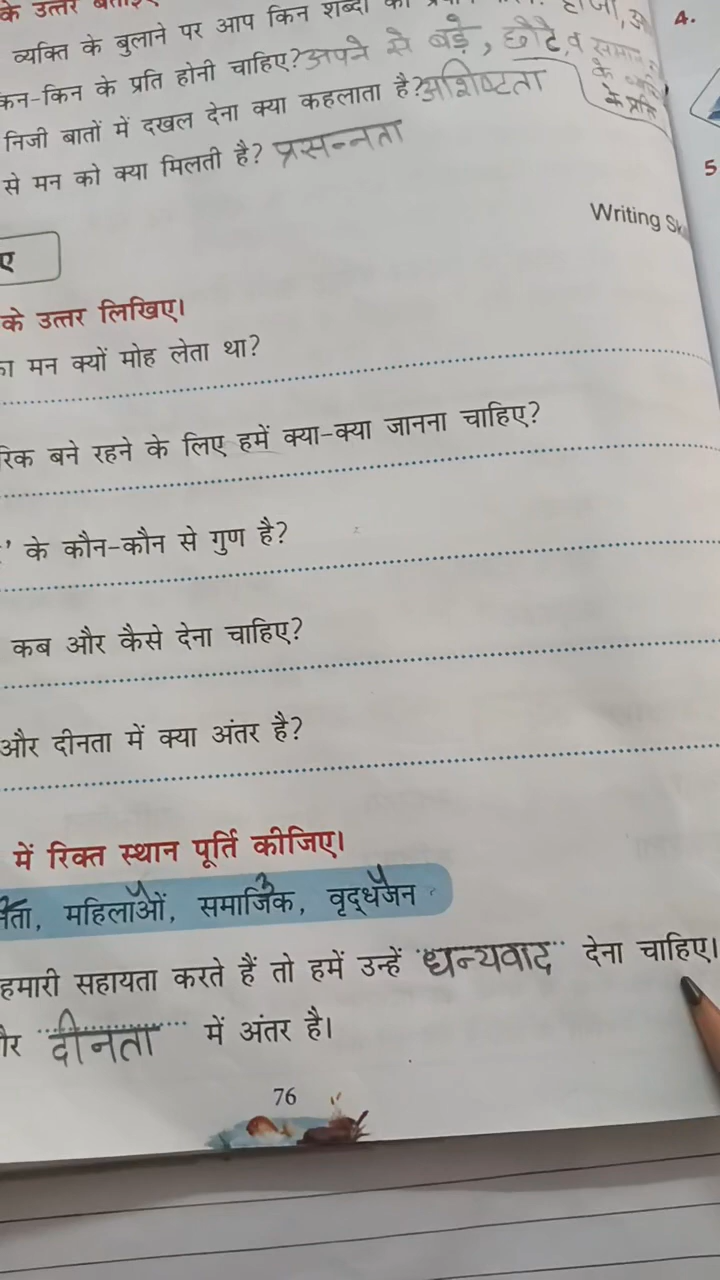 के उत्तर
व्यक्ति के बुलाने पर आप किन शब्दों का
किन-किन के प्रति होनी चाहिए? अपने से बड़े, छोटे, व समान
के प्रति
निजी बातों में दखल देना क्या कहलाता है? अशिष्टता
से मन को क्या मिलती है? प्रसन्नता
4.
5
Writing
ए
के उत्तर लिखिए।
का मन क्यों मोह लेता था?
रिक बने रहने के लिए हमें क्या-क्या जानना चाहिए?
' के कौन-कौन से गुण है?
कब और कैसे देना चाहिए?
और दीनता में क्या अंतर है?
में रिक्त स्थान पूर्ति कीजिए।
महिलाओं, समाजिक, वृद्धजन
हमारी सहायता करते हैं तो हमें उन्हें धन्यवाद देना चाहिए।
दीनता में अंतर है।
76